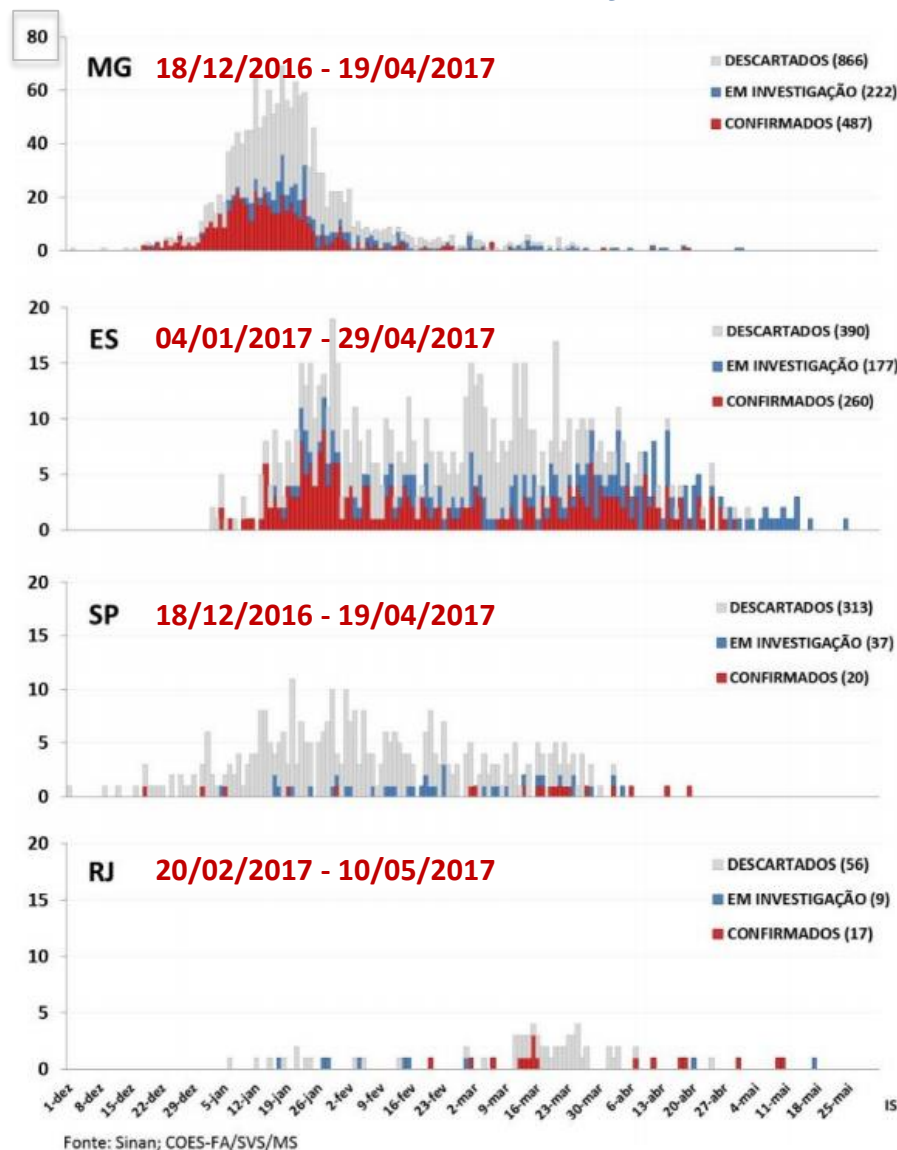 80
MG 18/12/2016 - 19/04/2017
DESCARTADOS (866)
EM INVESTIGAÇÃO (222)
CONFIRMADOS (487)
60
40
20
0
20
ES 04/01/2017 - 29/04/2017
DESCARTADOS (390)
EM INVESTIGAÇÃO (177)
CONFIRMADOS (260)
15
10
5
0
20
SP 18/12/2016 - 19/04/2017
DESCARTADOS (313)
EM INVESTIGAÇÃO (37)
CONFIRMADOS (20)
15
10
5
0
20
RJ 20/02/2017 - 10/05/2017
DESCARTADOS (56)
EM INVESTIGAÇÃO (9)
CONFIRMADOS (17)
15
10
5
0
1-dez 8-dez 15-dez 22-dez 29-dez 5-jan 12-jan 19-jan 26-jan 2-fev 9-fev 16-fev 23-fev 2-mar 9-mar 16-mar 23-mar 30-mar 6-abr 13-abr 20-abr 27-abr 4-mai 11-mai 18-mai 25-mai IS
Fonte: Sinan; COES-FA/SVS/MS